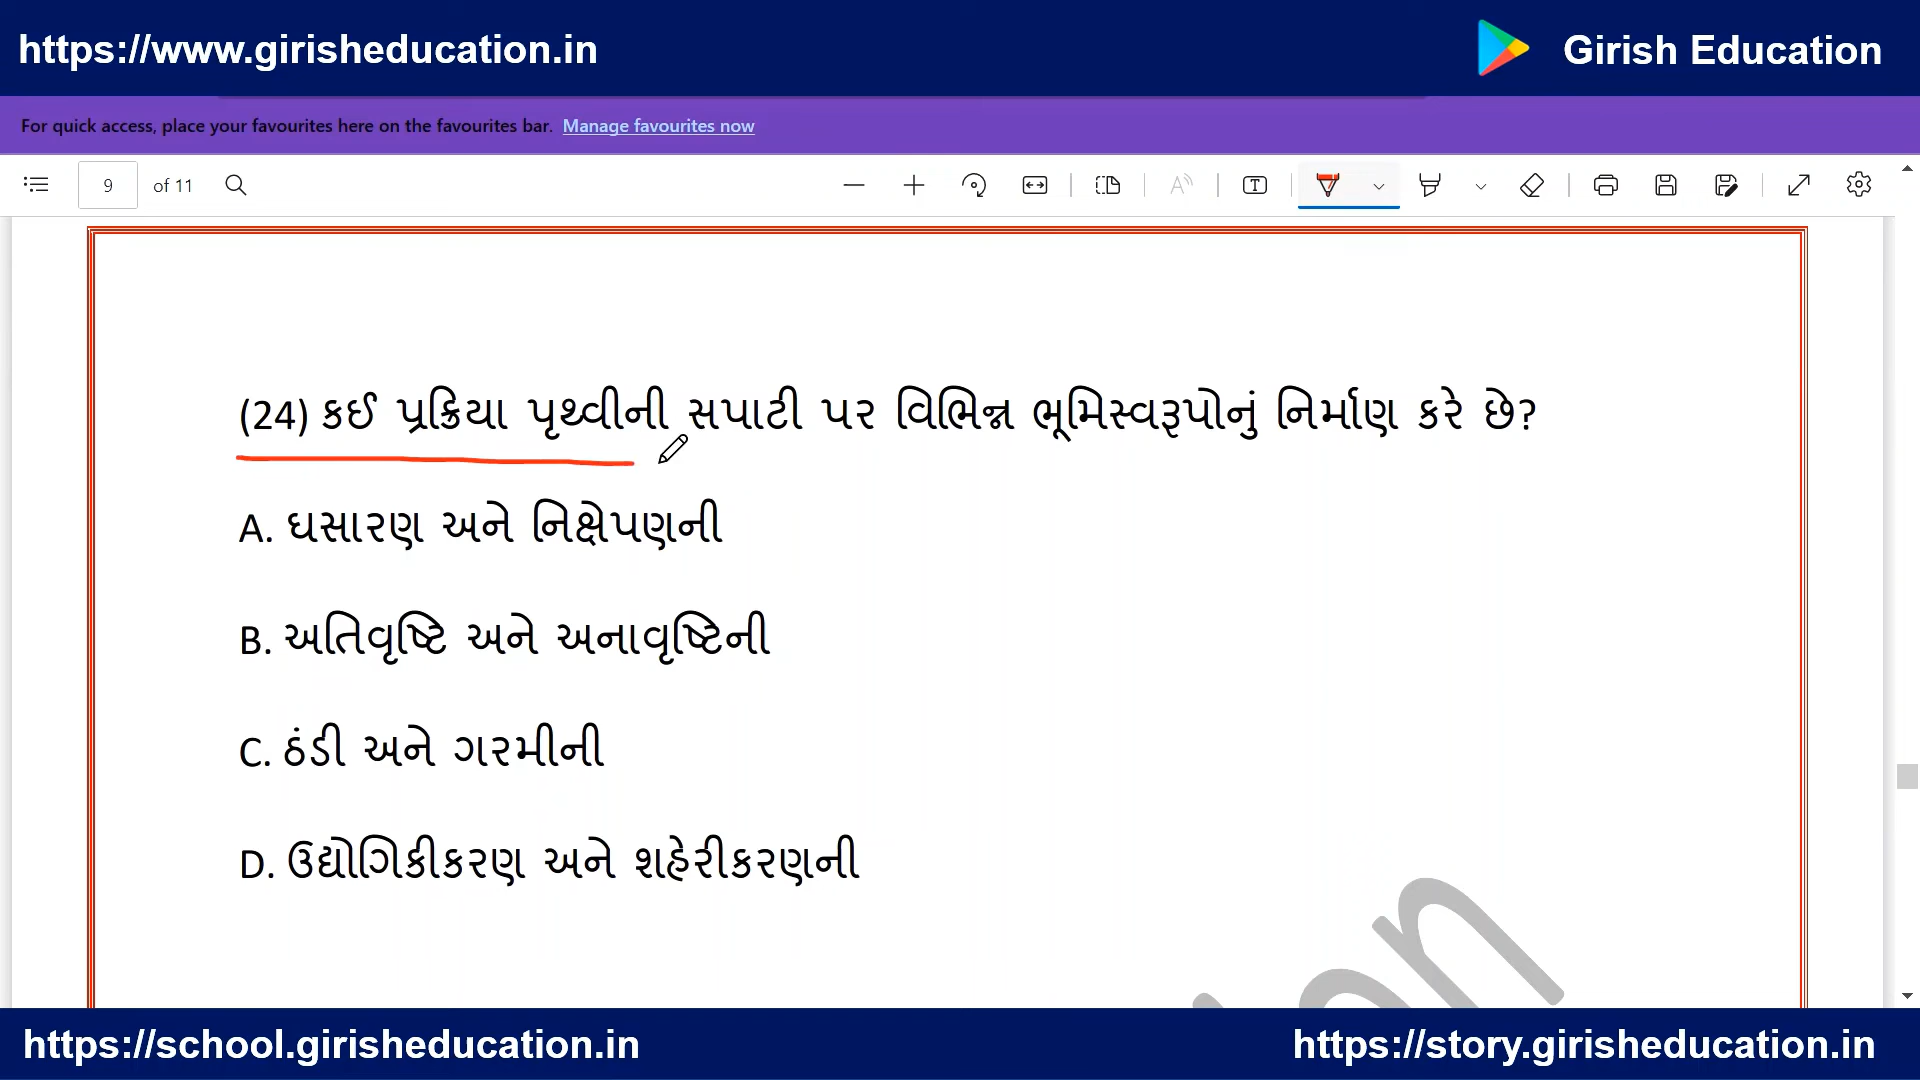 https://www.girisheducation.in
Girish Education
For quick access, place your favourites here on the favourites bar. Manage favourites now
9 of 11
(24) કઈ પ્રક્રિયા પૃથ્વીની સપાટી પર વિભિન્ન ભૂમિસ્વરૂપોનું નિર્માણ કરે છે?
A. ઘસારણ અને નિક્ષેપણની
B. અતિવૃષ્ટિ અને અનાવૃષ્ટિની
C. ઠંડી અને ગરમીની
D. ઉદ્યોગિકીકરણ અને શહેરીકરણની
https://school.girisheducation.in
https://story.girisheducation.in